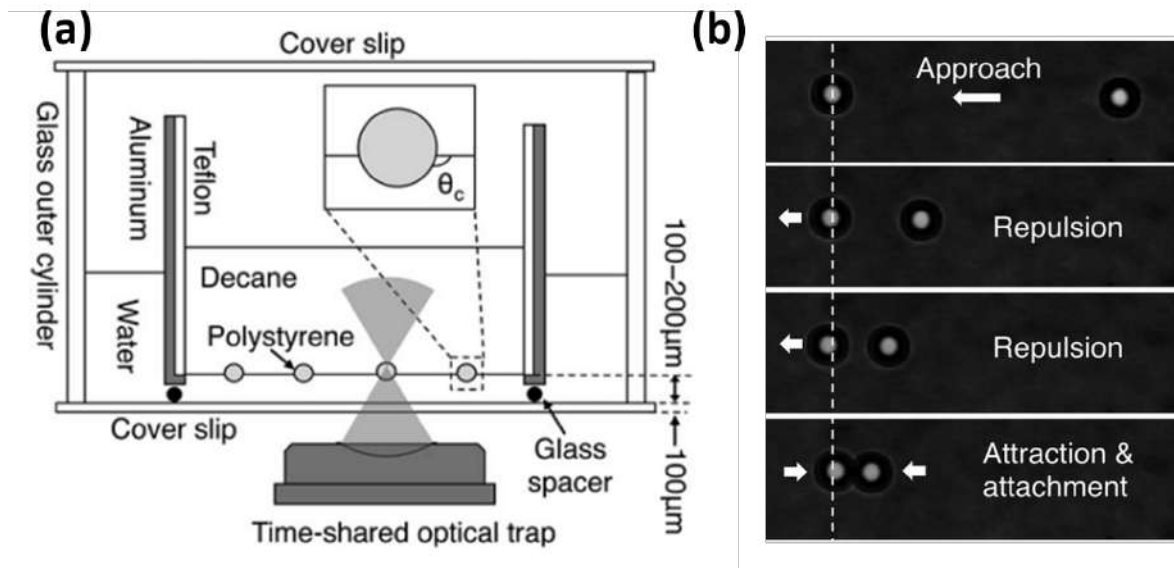 (a)
Cover slip
Glass outer cylinder
Aluminum
Teflon
θc
Decane
Water
Polystyrene
100–200μm
Cover slip
Glass
spacer
100μm
Time-shared optical trap
(b)
Approach
Repulsion
Repulsion
Attraction &
attachment